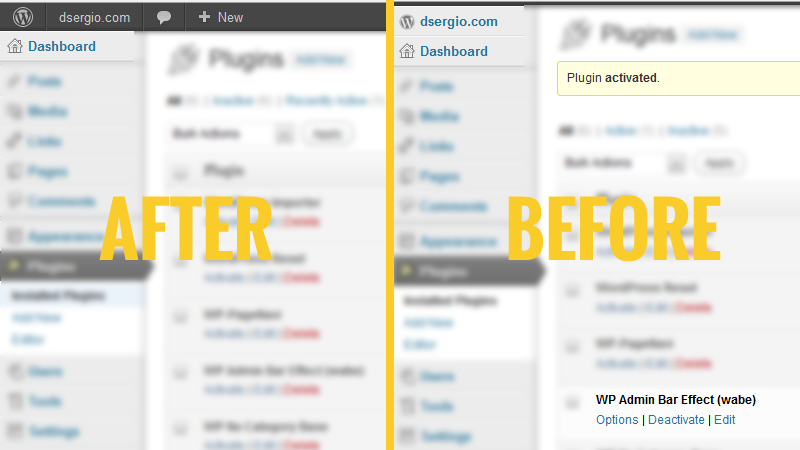 dsergio.com + New
Dashboard
Plugins Add New
Posts
Media
Links
Pages
Comments
Appearance
Plugins
Installed Plugins
Add New
Editor
Users
Tools
Settings
All | Inactive | Recently Active
Bulk Actions Apply
Plugin
Importer
Delete
Activate | Edit | Delete
WP-PageNavi
Activate | Edit | Delete
WP Admin Bar Effect (wabe)
Activate | Edit | Delete
WP No Category Base
Activate | Edit | Delete
AFTER
dsergio.com
Dashboard
Plugins Add New
Plugin activated.
Posts
Media
Links
Pages
Comments
Appearance
Plugins
Installed Plugins
Add New
Editor
Users
Tools
Settings
All | Active | Inactive
Bulk Actions Apply
Delete
WordPress Reset
Activate | Edit | Delete
WP-PageNavi
Activate | Edit | Delete
WP Admin Bar Effect (wabe)
Options | Deactivate | Edit
BEFORE